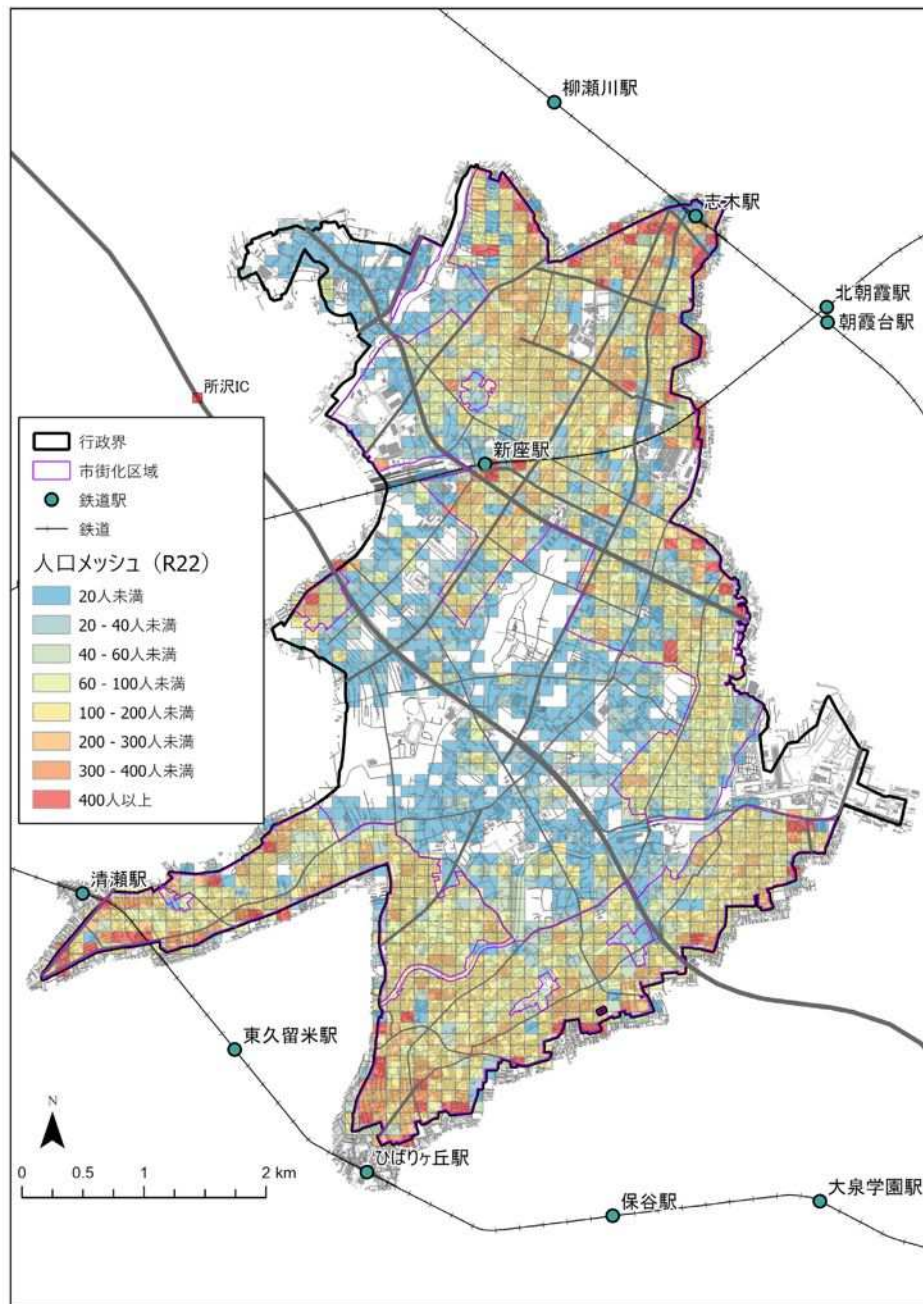 柳瀬川駅
志木駅
北朝霞駅
朝霞台駅
所沢IC
新座駅
行政界
市街化区域
鉄道駅
鉄道
人口メッシュ（R22）
20人未満
20 - 40人未満
40 - 60人未満
60 - 100人未満
100 - 200人未満
200 - 300人未満
300 - 400人未満
400人以上
清瀬駅
東久留米駅
N
0 0.5 1 2 km
ひばりヶ丘駅
保谷駅
大泉学園駅